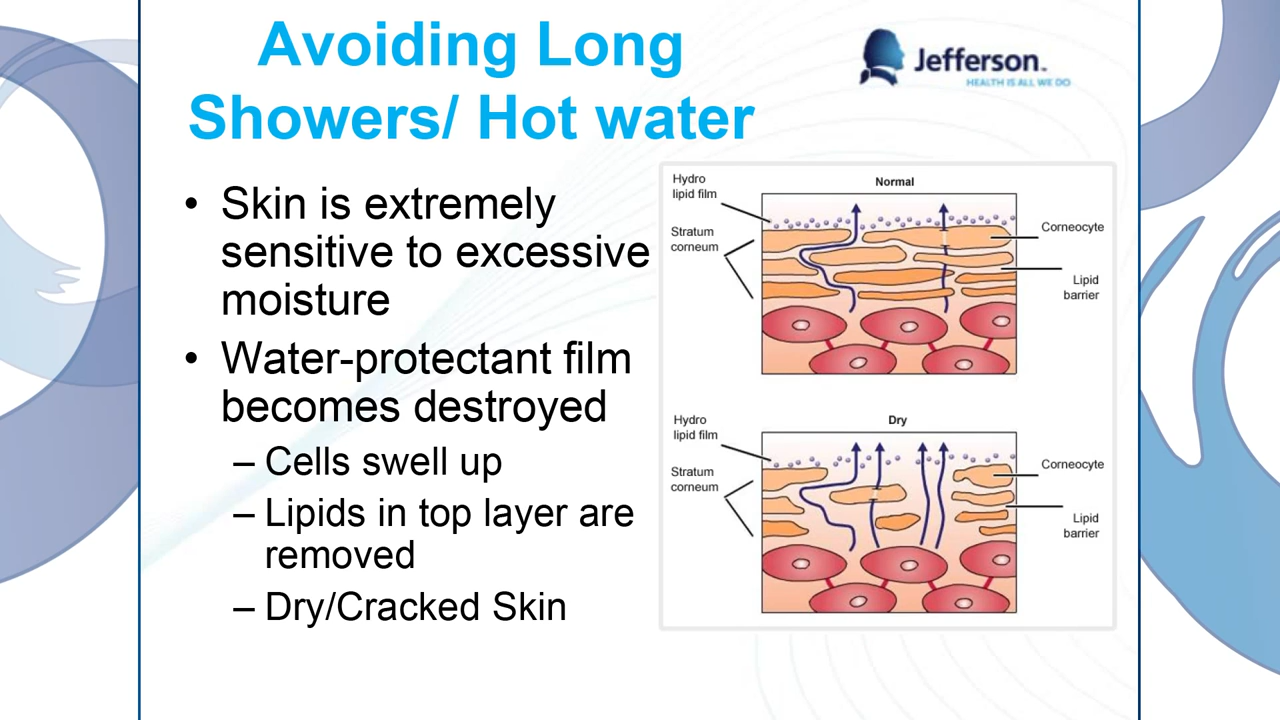 Avoiding Long
Showers/ Hot water
Jefferson™
HEALTH IS ALL WE DO
• Skin is extremely
sensitive to excessive
moisture
• Water-protectant film
becomes destroyed
– Cells swell up
– Lipids in top layer are
removed
– Dry/Cracked Skin
Normal
Hydro
lipid film
Stratum
corneum
Corneocyte
Lipid
barrier
Dry
Hydro
lipid film
Stratum
corneum
Corneocyte
Lipid
barrier